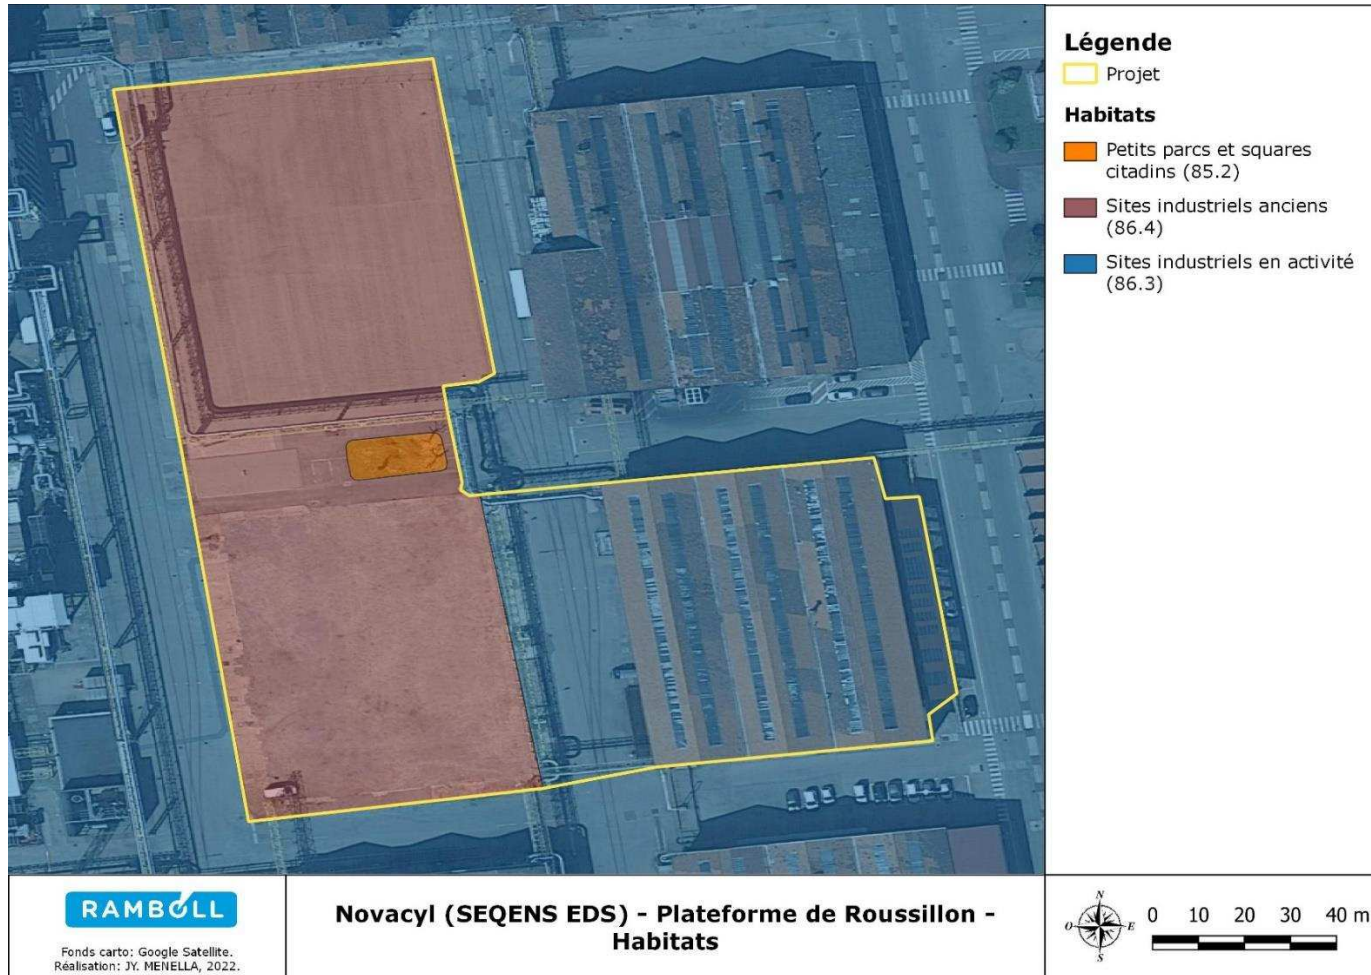 Légende
Projet
Habitats
Petits parcs et squares
citadins (85.2)
Sites industriels anciens
(86.4)
Sites industriels en activité
(86.3)
RAMBOLL
Fonds carto: Google Satellite.
Réalisation: JY. MENELLA, 2022.
Novacyl (SEQENS EDS) - Plateforme de Roussillon -
Habitats
N
O E
S
0 10 20 30 40 m